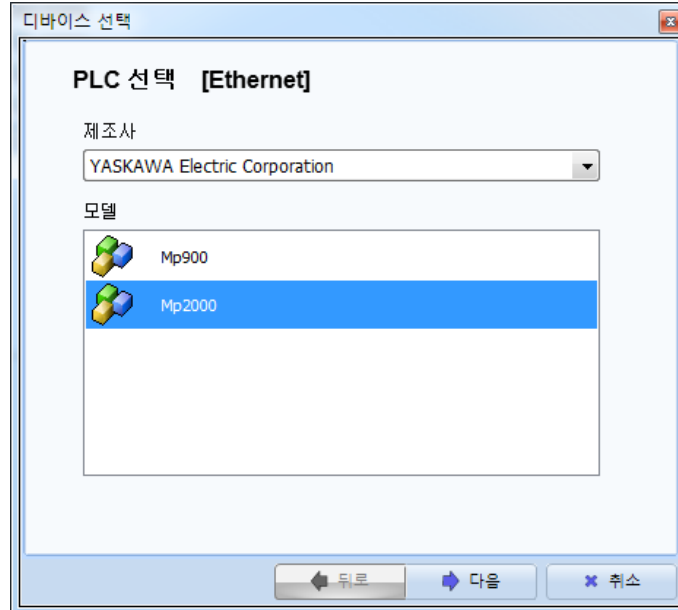 디바이스 선택
PLC 선택 [Ethernet]
제조사
YASKAWA Electric Corporation
모델
Mp900
Mp2000
뒤로 다음 취소